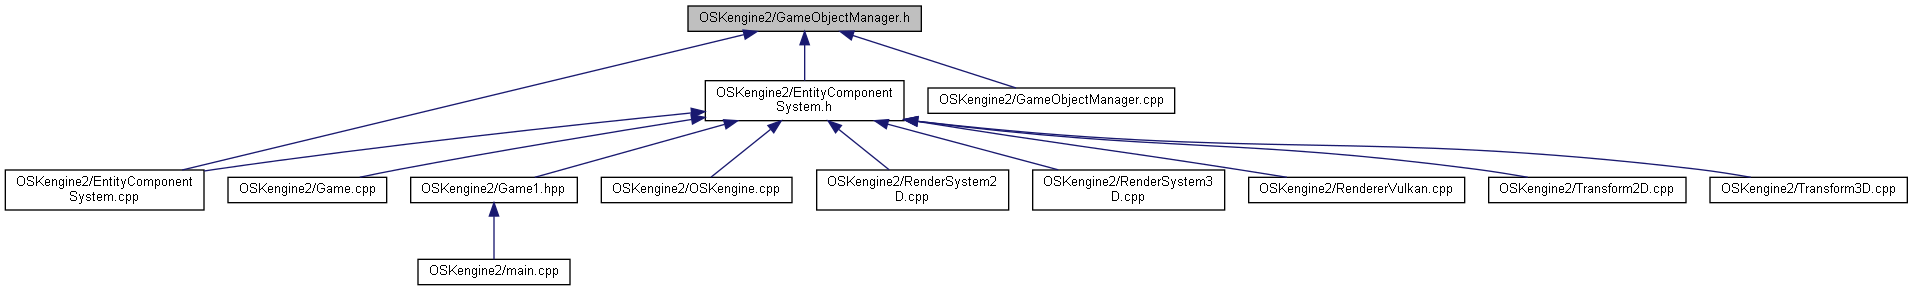 OSKengine2/GameObjectManager.h
OSKengine2/EntityComponent
System.h
OSKengine2/GameObjectManager.cpp
OSKengine2/EntityComponent
System.cpp
OSKengine2/Game.cpp
OSKengine2/Game1.hpp
OSKengine2/OSKengine.cpp
OSKengine2/RenderSystem2
D.cpp
OSKengine2/RenderSystem3
D.cpp
OSKengine2/RendererVulkan.cpp
OSKengine2/Transform2D.cpp
OSKengine2/Transform3D.cpp
OSKengine2/main.cpp